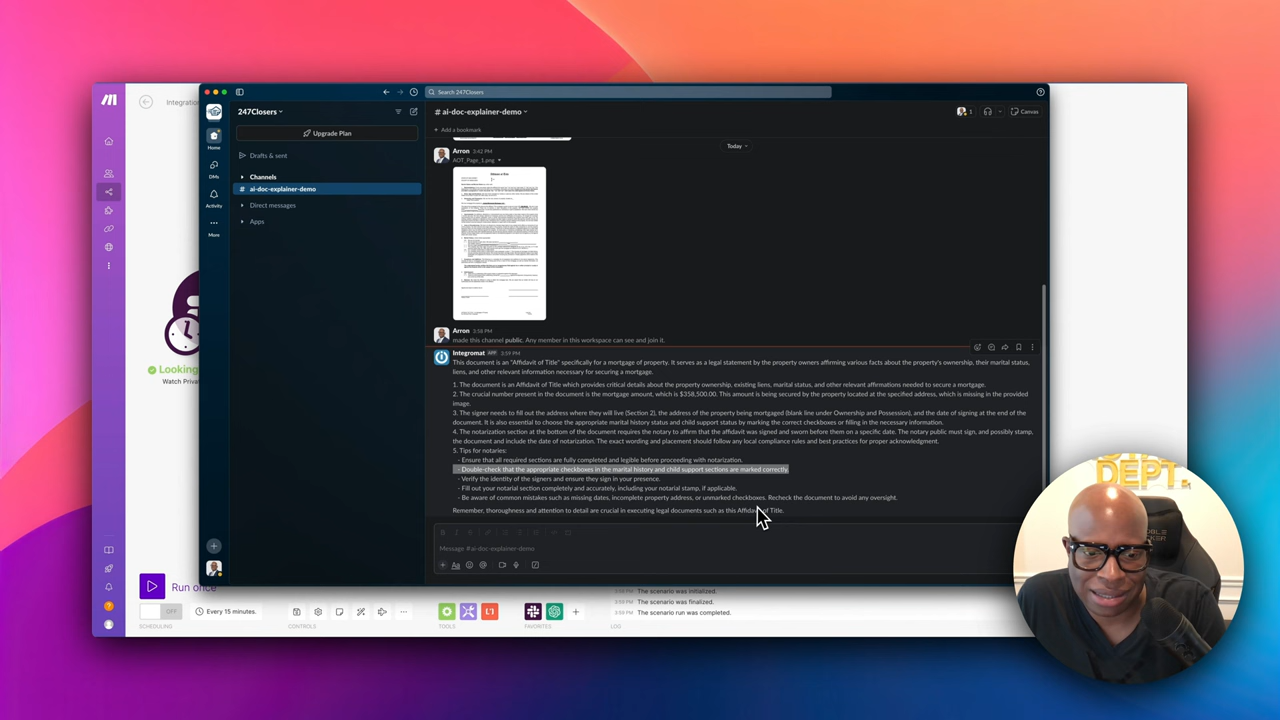 Integration
Search 247Closers
247Closers
# ai-doc-explainer-demo
1
Canvas
Upgrade Plan
+ Add a bookmark
Home
Drafts & sent
Today
Arron 3:42 PM
AOT_Page_1.png
DMs
Channels
# ai-doc-explainer-demo
Activity
Direct messages
More
Apps
Arron 3:58 PM
made this channel public. Any member in this workspace can see and join it.
Integromat APP 3:59 PM
This document is an "Affidavit of Title" specifically for a mortgage of property. It serves as a legal statement by the property owners affirming various facts about the property's ownership, their marital status,
liens, and other relevant information necessary for securing a mortgage.
1. The document is an Affidavit of Title which provides critical details about the property ownership, existing liens, marital status, and other relevant affirmations needed to secure a mortgage.
2. The crucial number present in the document is the mortgage amount, which is $358,500.00. This amount is being secured by the property located at the specified address, which is missing in the provided
image.
3. The signer needs to fill out the address where they will live (Section 2), the address of the property being mortgaged (blank line under Ownership and Possession), and the date of signing at the end of the
document. It is also essential to choose the appropriate marital history status and child support status by marking the correct checkboxes or filling in the necessary information.
4. The notarization section at the bottom of the document requires the notary to affirm that the affidavit was signed and sworn before them on a specific date. The notary public must sign, and possibly stamp,
the document and include the date of notarization. The exact wording and placement should follow any local compliance rules and best practices for proper acknowledgment.
5. Tips for notaries:
- Ensure that all required sections are fully completed and legible before proceeding with notarization.
- Double-check that the appropriate checkboxes in the marital history and child support sections are marked correctly.
- Verify the identity of the signers and ensure they sign in your presence.
- Fill out your notarial section completely and accurately, including your notarial stamp, if applicable.
- Be aware of common mistakes such as missing dates, incomplete property address, or unmarked checkboxes. Recheck the document to avoid any oversight.
Remember, thoroughness and attention to detail are crucial in executing legal documents such as this Affidavit of Title.
Looking
Watch Priva
Message #ai-doc-explainer-demo
Run once
The scenario was initialized.
The scenario was finalized.
The scenario run was completed.
OFF
Every 15 minutes.
SCHEDULING
CONTROLS
TOOLS
FAVORITES
LOG
DEPT.